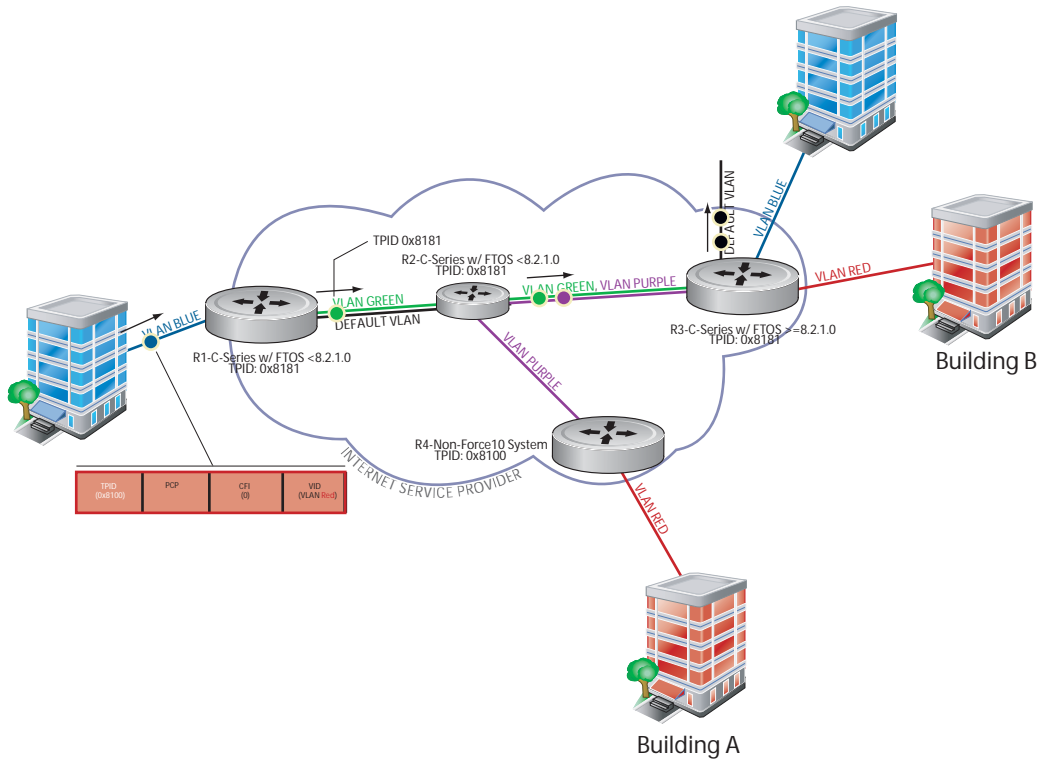 VLAN BLUE
DEFAULT VLAN
VLAN RED
Building B
TPID 0x8181
R2-C-Series w/ FTOS <8.2.1.0
TPID: 0x8181
VLAN GREEN, VLAN PURPLE
VLAN GREEN
DEFAULT VLAN
VLAN BLUE
R1-C-Series w/ FTOS <8.2.1.0
TPID: 0x8181
R3-C-Series w/ FTOS >=8.2.1.0
TPID: 0x8181
VLAN PURPLE
R4-Non-Force10 System
TPID: 0x8100
INTERNET SERVICE PROVIDER
TPID
(0x8100)
PCP
CFI
(0)
VID
(VLAN Red)
VLAN RED
Building A